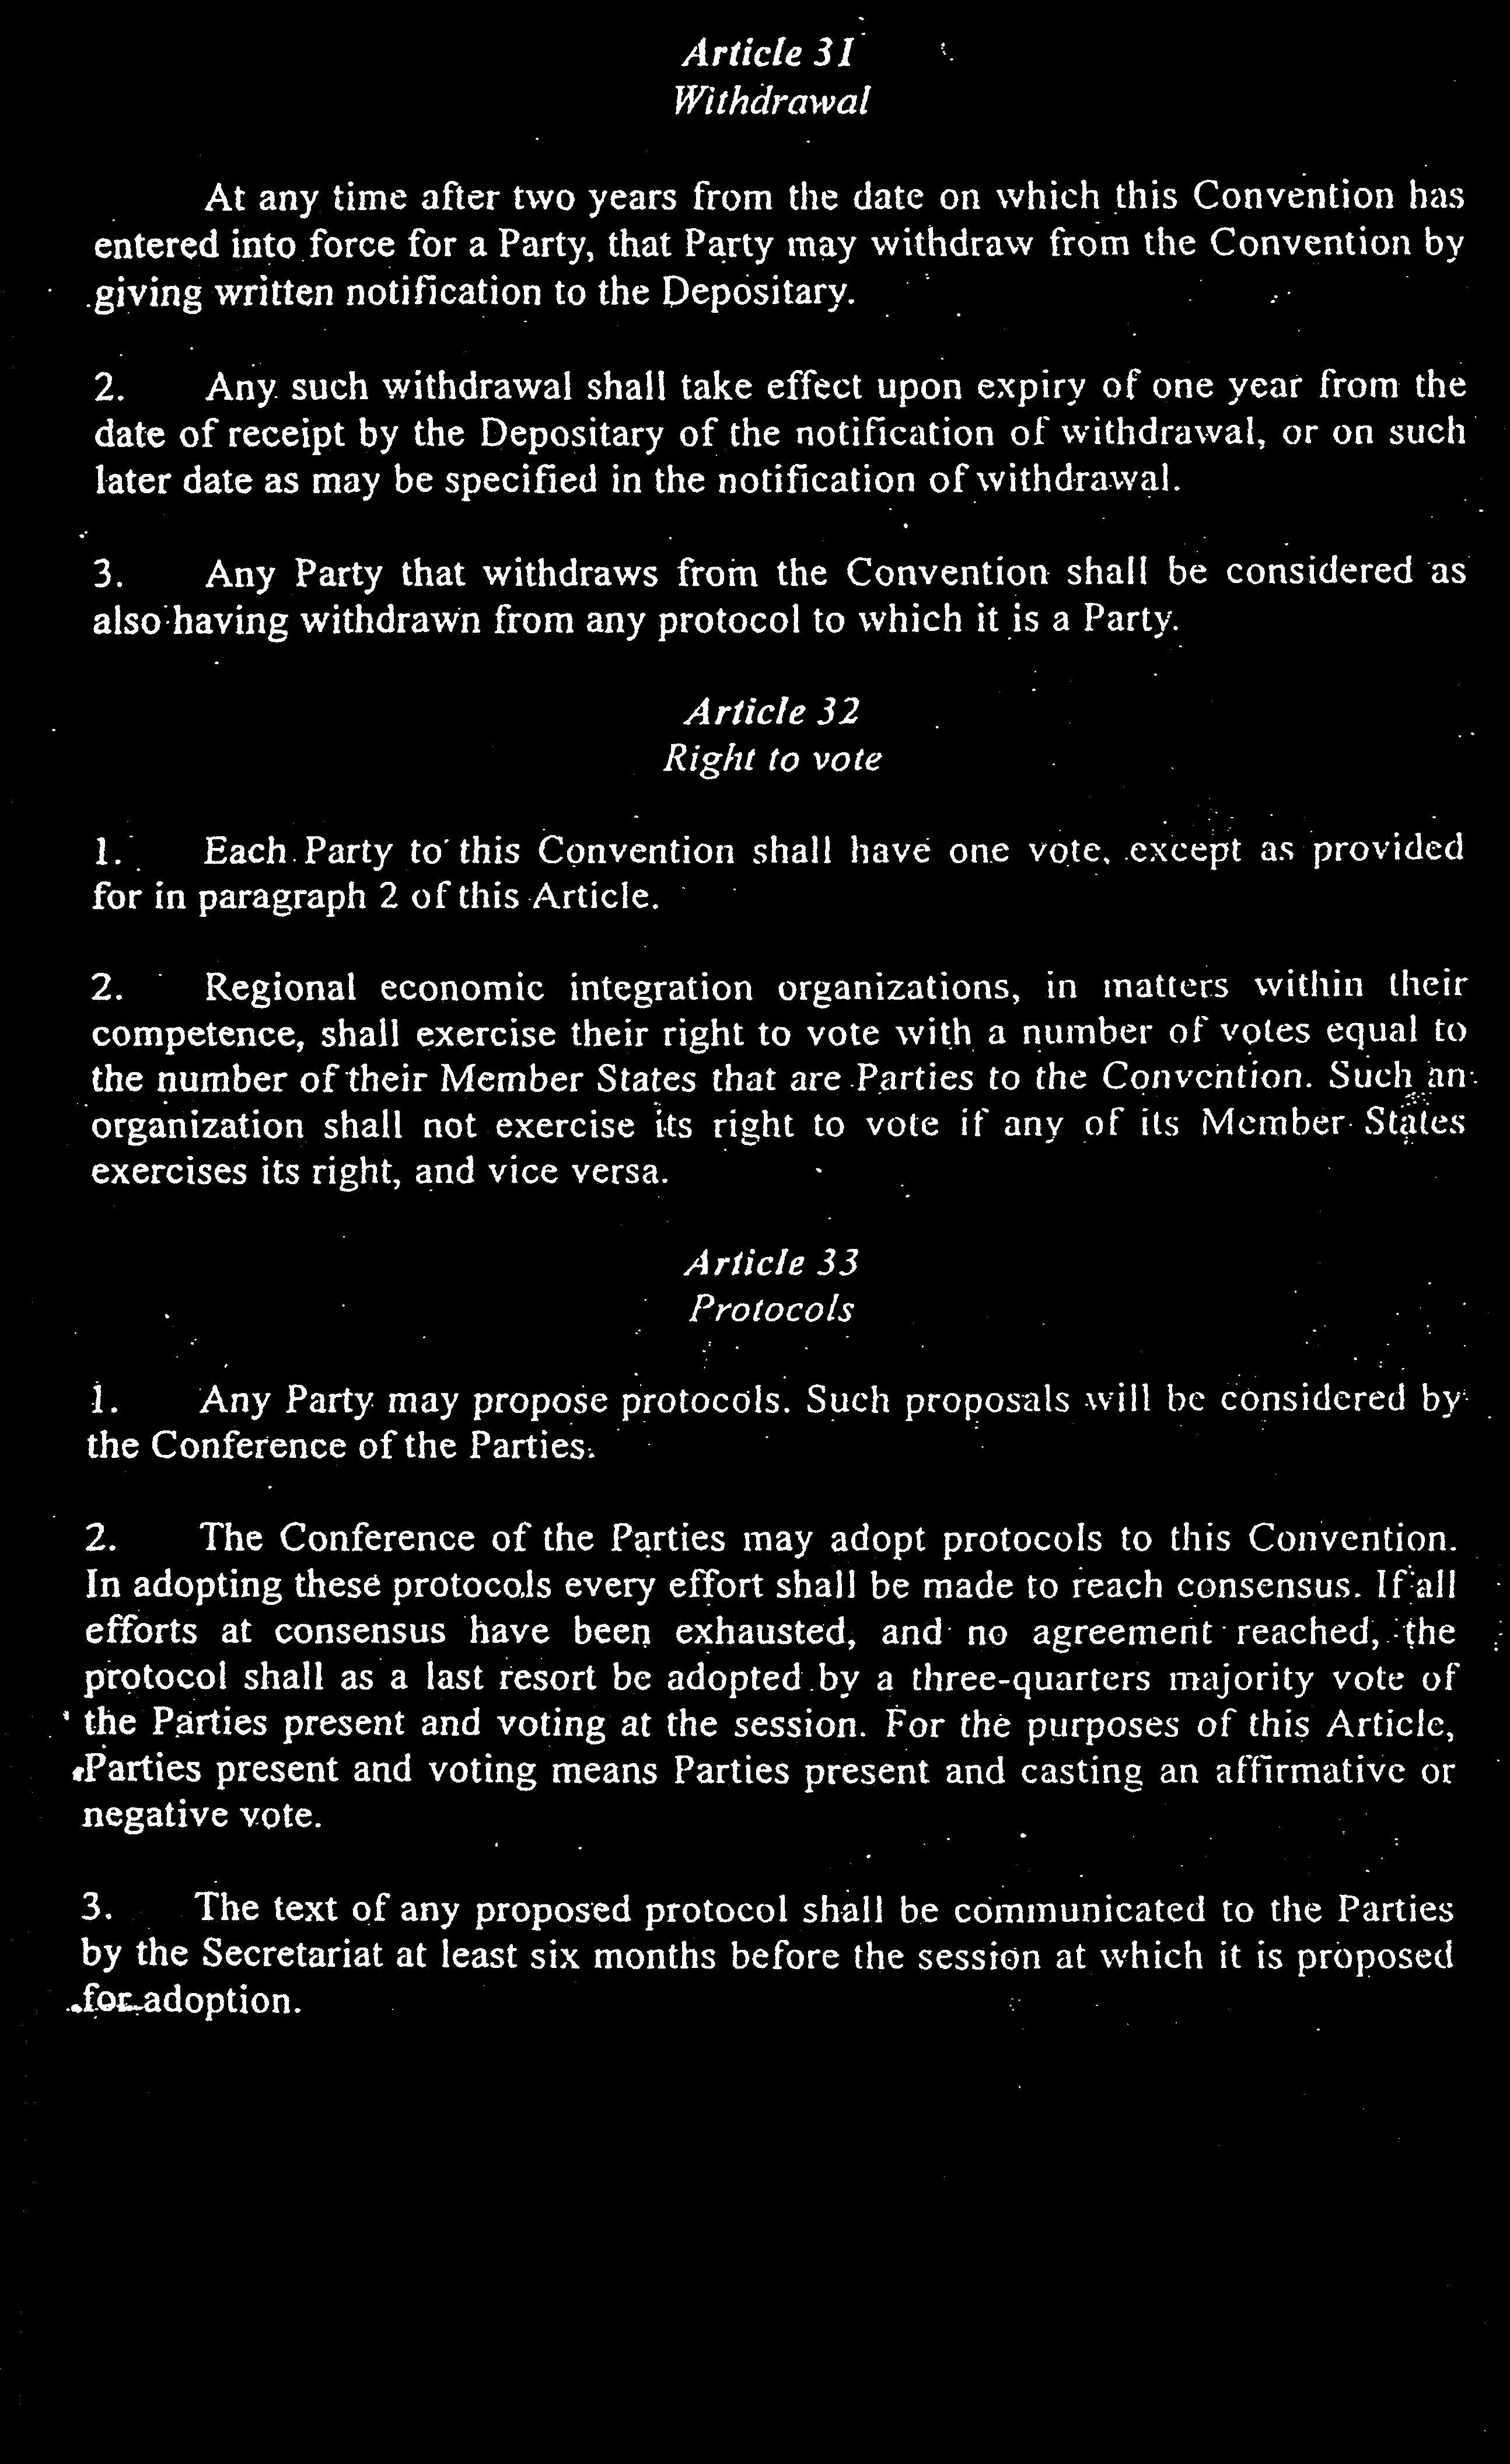 Article 31
Withdrawal
At any time after two years from the date on which this Convention has
entered into force for a Party, that Party may withdraw from the Convention by
giving written notification to the Depositary.
2. Any such withdrawal shall take effect upon expiry of one year from the
date of receipt by the Depositary of the notification of withdrawal, or on such
later date as may be specified in the notification of withdrawal.
3. Any Party that withdraws from the Convention shall be considered as
also having withdrawn from any protocol to which it is a Party.
Article 32
Right to vote
1. Each Party to this Convention shall have one vote, except as provided
for in paragraph 2 of this Article.
2. Regional economic integration organizations, in matters within their
competence, shall exercise their right to vote with a number of votes equal to
the number of their Member States that are Parties to the Convention. Such an
organization shall not exercise its right to vote if any of its Member States
exercises its right, and vice versa.
Article 33
Protocols
1. Any Party may propose protocols. Such proposals will be considered by
the Conference of the Parties.
2. The Conference of the Parties may adopt protocols to this Convention.
In adopting these protocols every effort shall be made to reach consensus. If all
efforts at consensus have been exhausted, and no agreement reached, the
protocol shall as a last resort be adopted by a three-quarters majority vote of
the Parties present and voting at the session. For the purposes of this Article,
Parties present and voting means Parties present and casting an affirmative or
negative vote.
3. The text of any proposed protocol shall be communicated to the Parties
by the Secretariat at least six months before the session at which it is proposed
for adoption.